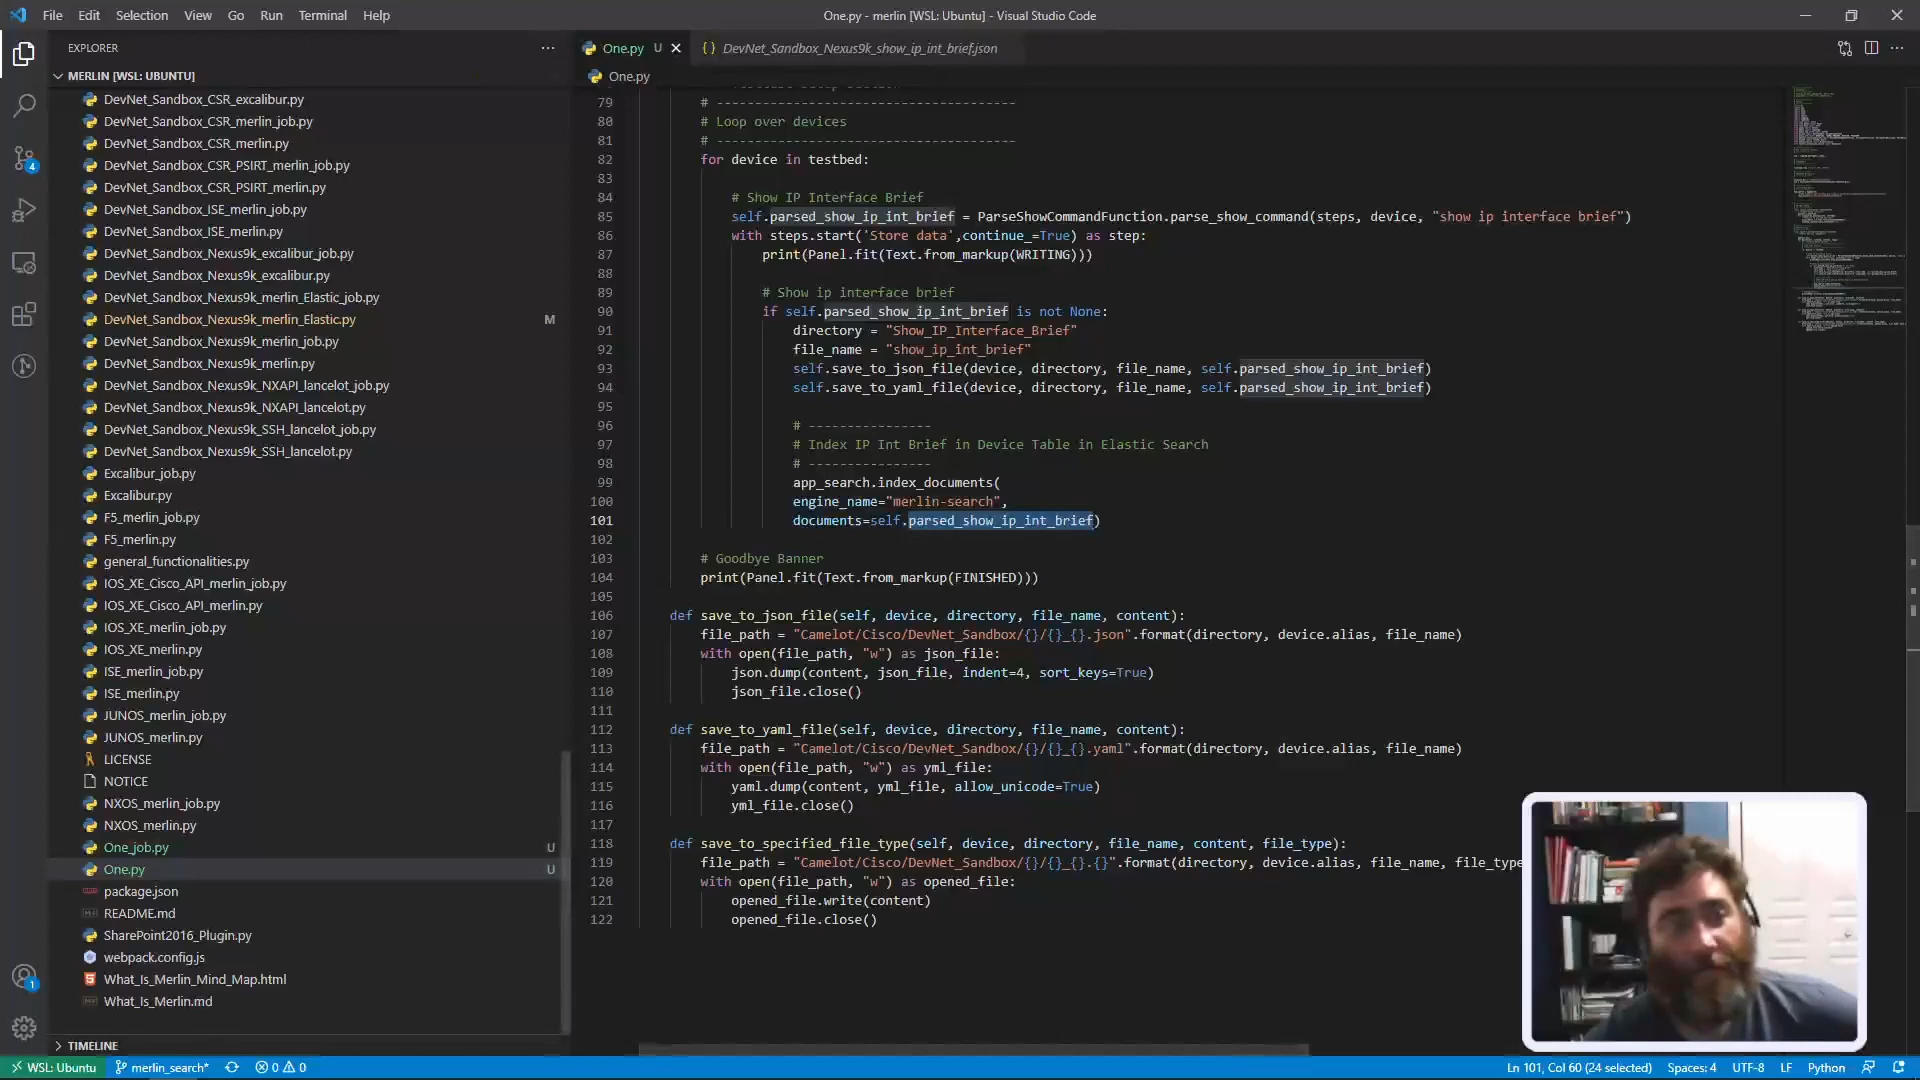 File Edit Selection View Go Run Terminal Help
One.py - merlin [WSL: Ubuntu] - Visual Studio Code
EXPLORER
MERLIN [WSL: UBUNTU]
DevNet_Sandbox_CSR_excalibur.py
DevNet_Sandbox_CSR_merlin_job.py
DevNet_Sandbox_CSR_merlin.py
DevNet_Sandbox_CSR_PSIRT_merlin_job.py
DevNet_Sandbox_CSR_PSIRT_merlin.py
DevNet_Sandbox_ISE_merlin_job.py
DevNet_Sandbox_ISE_merlin.py
DevNet_Sandbox_Nexus9k_excalibur_job.py
DevNet_Sandbox_Nexus9k_excalibur.py
DevNet_Sandbox_Nexus9k_merlin_Elastic_job.py
DevNet_Sandbox_Nexus9k_merlin_Elastic.py M
DevNet_Sandbox_Nexus9k_merlin_job.py
DevNet_Sandbox_Nexus9k_merlin.py
DevNet_Sandbox_Nexus9k_NXAPI_lancelot_job.py
DevNet_Sandbox_Nexus9k_NXAPI_lancelot.py
DevNet_Sandbox_Nexus9k_SSH_lancelot_job.py
DevNet_Sandbox_Nexus9k_SSH_lancelot.py
Excalibur_job.py
Excalibur.py
F5_merlin_job.py
F5_merlin.py
general_functionalities.py
IOS_XE_Cisco_API_merlin_job.py
IOS_XE_Cisco_API_merlin.py
IOS_XE_merlin_job.py
IOS_XE_merlin.py
ISE_merlin_job.py
ISE_merlin.py
JUNOS_merlin_job.py
JUNOS_merlin.py
LICENSE
NOTICE
NXOS_merlin_job.py
NXOS_merlin.py
One_job.py U
One.py U
package.json
README.md
SharePoint2016_Plugin.py
webpack.config.js
What_Is_Merlin_Mind_Map.html
What_Is_Merlin.md
TIMELINE
4
1
One.py U
DevNet_Sandbox_Nexus9k_show_ip_int_brief.json
One.py
79 # ---------------------------------------
80 # Loop over devices
81 # ---------------------------------------
82 for device in testbed:
83
84 # Show IP Interface Brief
85 self.parsed_show_ip_int_brief = ParseShowCommandFunction.parse_show_command(steps, device, "show ip interface brief")
86 with steps.start('Store data',continue_=True) as step:
87 print(Panel.fit(Text.from_markup(WRITING)))
88
89 # Show ip interface brief
90 if self.parsed_show_ip_int_brief is not None:
91 directory = "Show_IP_Interface_Brief"
92 file_name = "show_ip_int_brief"
93 self.save_to_json_file(device, directory, file_name, self.parsed_show_ip_int_brief)
94 self.save_to_yaml_file(device, directory, file_name, self.parsed_show_ip_int_brief)
95
96 # ----------------
97 # Index IP Int Brief in Device Table in Elastic Search
98 # ----------------
99 app_search.index_documents(
100 engine_name="merlin-search",
101 documents=self.parsed_show_ip_int_brief)
102
103 # Goodbye Banner
104 print(Panel.fit(Text.from_markup(FINISHED)))
105
106 def save_to_json_file(self, device, directory, file_name, content):
107 file_path = "Camelot/Cisco/DevNet_Sandbox/{}/{}_{}.json".format(directory, device.alias, file_name)
108 with open(file_path, "w") as json_file:
109 json.dump(content, json_file, indent=4, sort_keys=True)
110 json_file.close()
111
112 def save_to_yaml_file(self, device, directory, file_name, content):
113 file_path = "Camelot/Cisco/DevNet_Sandbox/{}/{}_{}.yaml".format(directory, device.alias, file_name)
114 with open(file_path, "w") as yml_file:
115 yaml.dump(content, yml_file, allow_unicode=True)
116 yml_file.close()
117
118 def save_to_specified_file_type(self, device, directory, file_name, content, file_type):
119 file_path = "Camelot/Cisco/DevNet_Sandbox/{}/{}_{}.{}".format(directory, device.alias, file_name, file_type
120 with open(file_path, "w") as opened_file:
121 opened_file.write(content)
122 opened_file.close()
WSL: Ubuntu merlin_search* 0 0 Ln 101, Col 60 (24 selected) Spaces: 4 UTF-8 LF Python